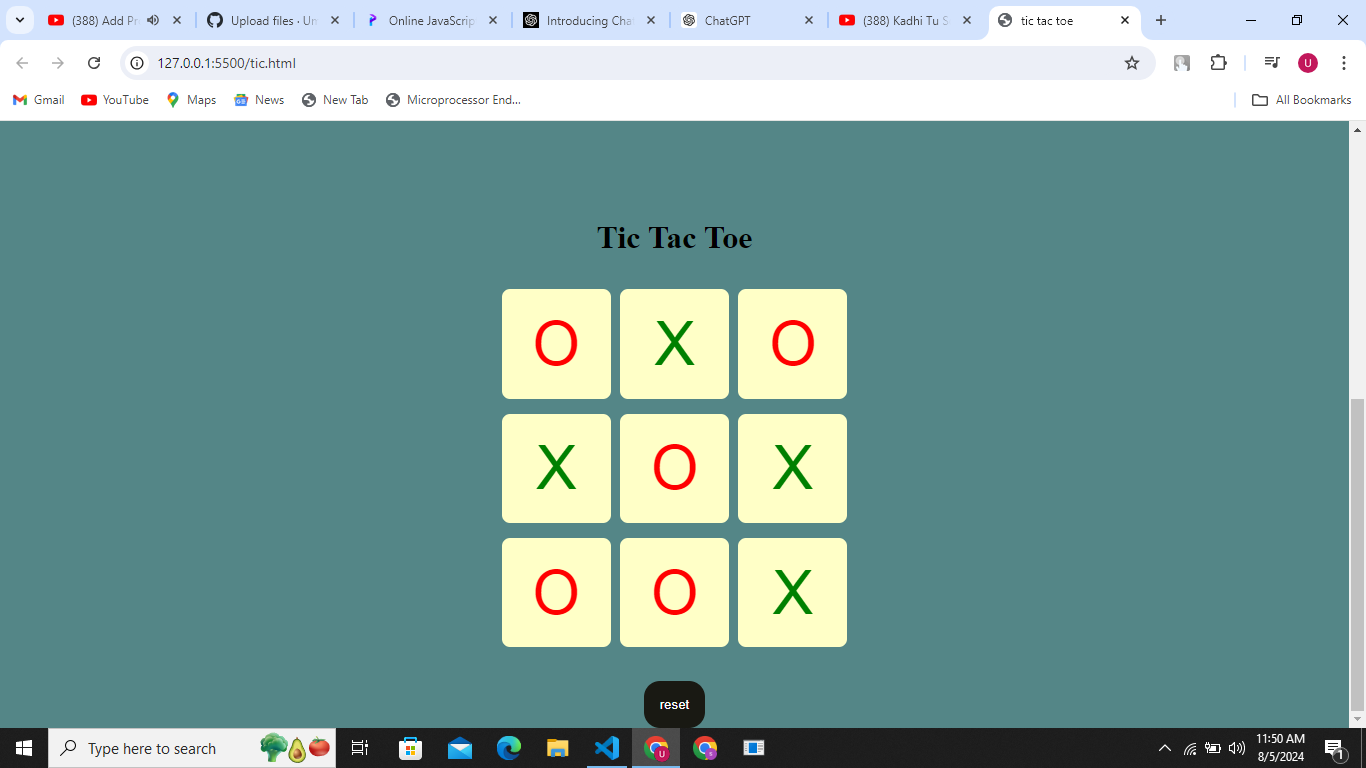 (388) Add Pr
Upload files · Un
Online JavaScrip
Introducing Cha
ChatGPT
(388) Kadhi Tu S
tic tac toe
127.0.0.1:5500/tic.html
U
Gmail
YouTube
Maps
News
New Tab
Microprocessor End...
All Bookmarks
Tic Tac Toe
O X O
X O X
O O X
reset
Type here to search
U
S
11:50 AM
8/5/2024
1